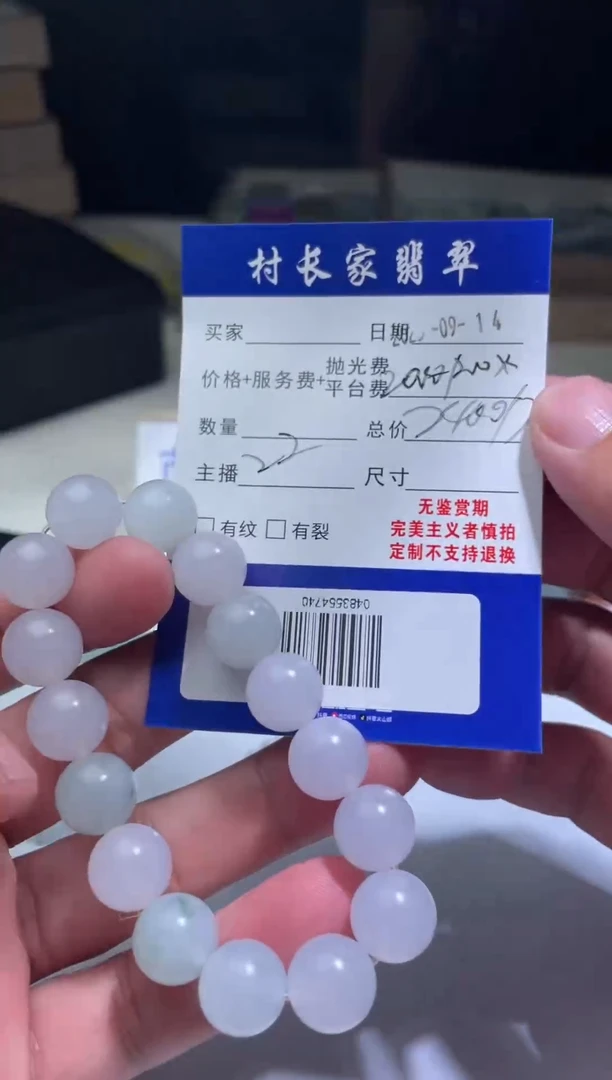 村长家翡翠
买家 日期 -09-14
价格+服务费+抛光费
平台费
数量 总价
主播 尺寸
□有纹 □有裂
无鉴赏期
完美主义者慎拍
定制不支持退换
0483554740